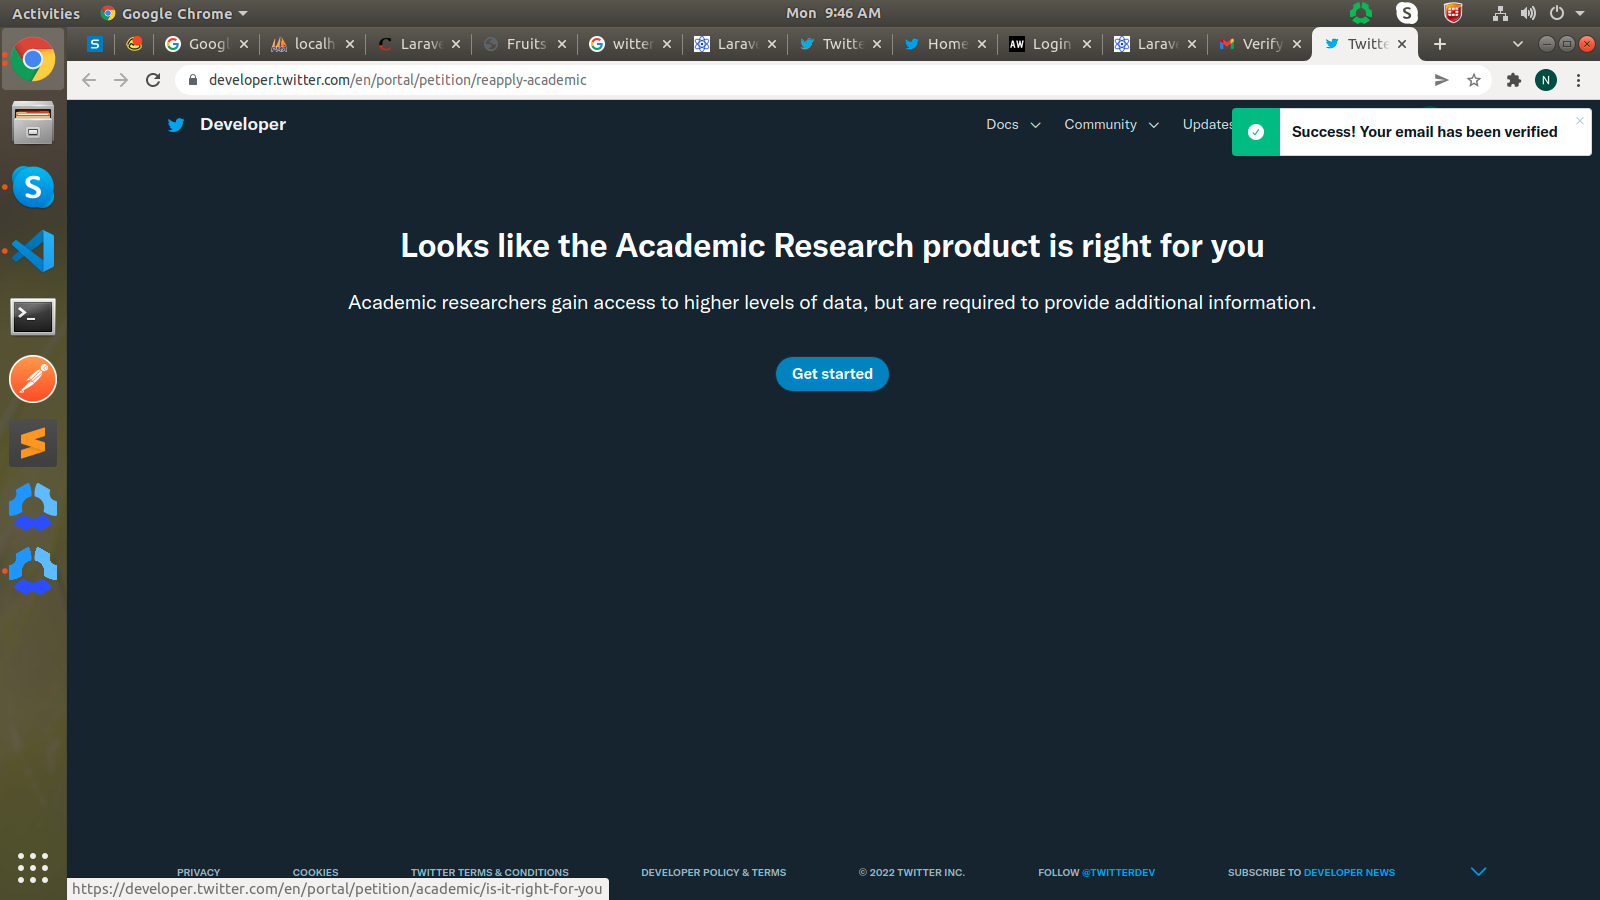 Activities
Google Chrome
Mon 9:46 AM
Googl
localh
Larave
Fruits
witter
Larave
Twitte
Home
AW Login
Larave
Verify
Twitte
developer.twitter.com/en/portal/petition/reapply-academic
N
Developer
Docs
Community
Updates
Success! Your email has been verified
Looks like the Academic Research product is right for you
Academic researchers gain access to higher levels of data, but are required to provide additional information.
Get started
PRIVACY
COOKIES
TWITTER TERMS & CONDITIONS
DEVELOPER POLICY & TERMS
© 2022 TWITTER INC.
FOLLOW @TWITTERDEV
SUBSCRIBE TO DEVELOPER NEWS
https://developer.twitter.com/en/portal/petition/academic/is-it-right-for-you